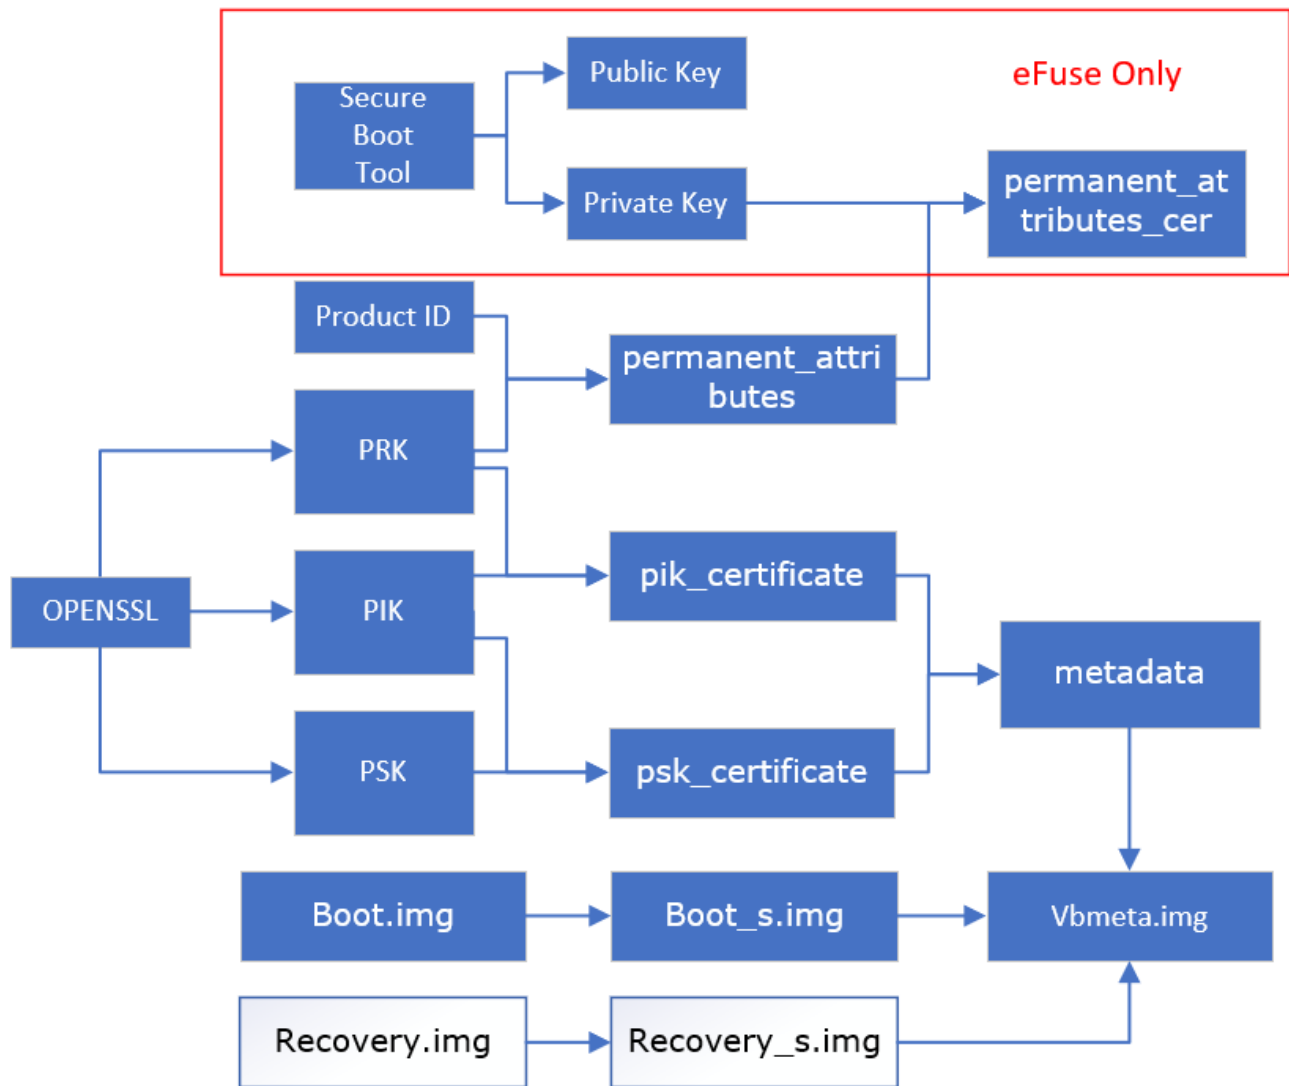 eFuse Only
Secure
Boot
Tool
Public Key
Private Key
permanent_at
tributes_cer
Product ID
permanent_attri
butes
PRK
OPENSSL
PIK
pik_certificate
metadata
PSK
psk_certificate
Boot.img
Boot_s.img
Vbmeta.img
Recovery.img
Recovery_s.img